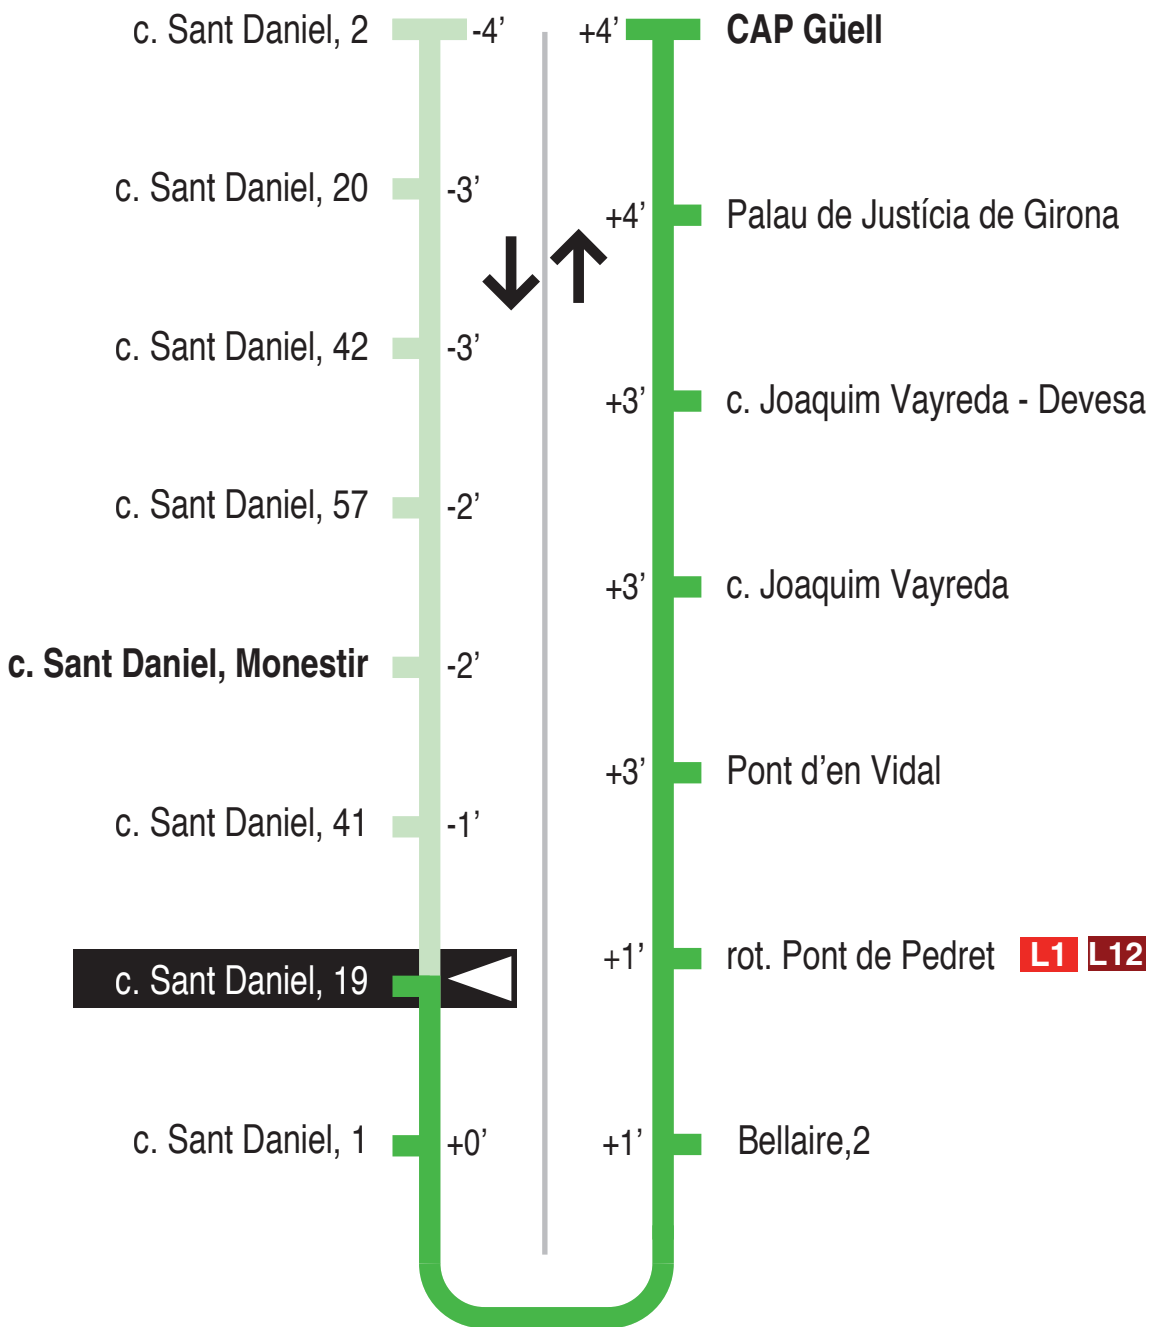 c. Sant Daniel, 2 -4’
c. Sant Daniel, 20 -3’
c. Sant Daniel, 42 -3’
c. Sant Daniel, 57 -2’
c. Sant Daniel, Monestir -2’
c. Sant Daniel, 41 -1’
c. Sant Daniel, 19
c. Sant Daniel, 1 +0’
+4’ CAP Güell
+4’ Palau de Justícia de Girona
+3’ c. Joaquim Vayreda - Devesa
+3’ c. Joaquim Vayreda
+3’ Pont d’en Vidal
+1’ rot. Pont de Pedret L1 L12
+1’ Bellaire,2